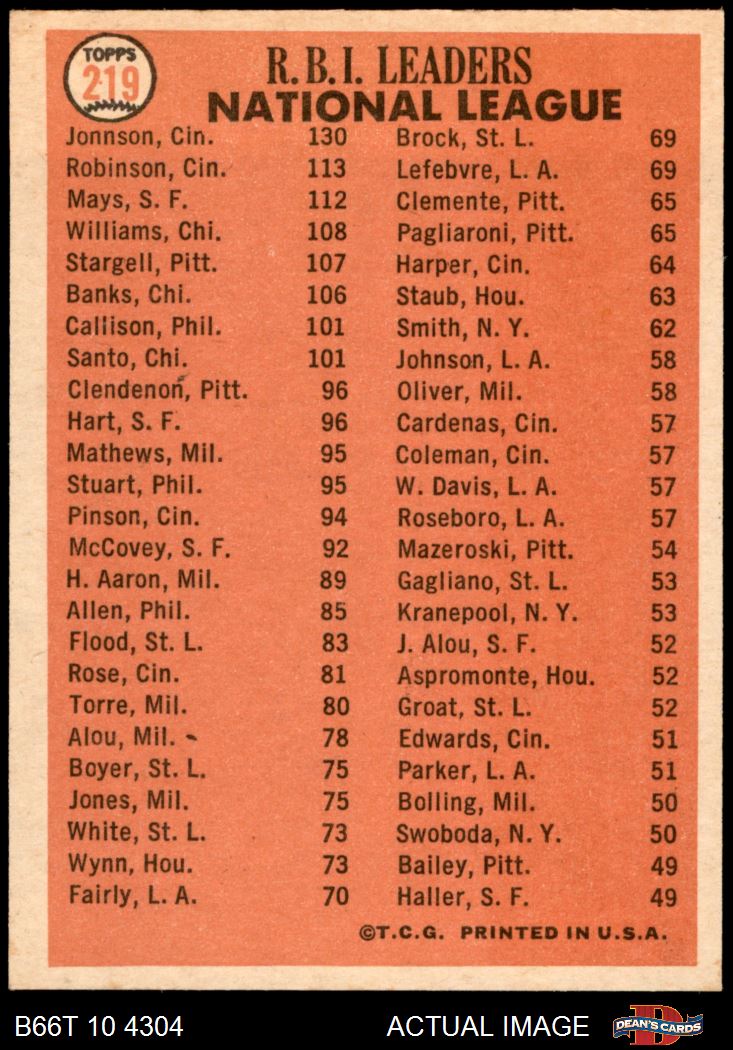 TOPPS
219
R.B.I. LEADERS
NATIONAL LEAGUE
Jonnson, Cin. 130
Robinson, Cin. 113
Mays, S. F. 112
Williams, Chi. 108
Stargell, Pitt. 107
Banks, Chi. 106
Callison, Phil. 101
Santo, Chi. 101
Clendenon, Pitt. 96
Hart, S. F. 96
Mathews, Mil. 95
Stuart, Phil. 95
Pinson, Cin. 94
McCovey, S. F. 92
H. Aaron, Mil. 89
Allen, Phil. 85
Flood, St. L. 83
Rose, Cin. 81
Torre, Mil. 80
Alou, Mil. 78
Boyer, St. L. 75
Jones, Mil. 75
White, St. L. 73
Wynn, Hou. 73
Fairly, L. A. 70
Brock, St. L. 69
Lefebvre, L. A. 69
Clemente, Pitt. 65
Pagliaroni, Pitt. 65
Harper, Cin. 64
Staub, Hou. 63
Smith, N. Y. 62
Johnson, L. A. 58
Oliver, Mil. 58
Cardenas, Cin. 57
Coleman, Cin. 57
W. Davis, L. A. 57
Roseboro, L. A. 57
Mazeroski, Pitt. 54
Gagliano, St. L. 53
Kranepool, N. Y. 53
J. Alou, S. F. 52
Aspromonte, Hou. 52
Groat, St. L. 52
Edwards, Cin. 51
Parker, L. A. 51
Bolling, Mil. 50
Swoboda, N. Y. 50
Bailey, Pitt. 49
Haller, S. F. 49
©T.C.G. PRINTED IN U.S.A.
B66T 10 4304 ACTUAL IMAGE
D
DEAN'S CARDS